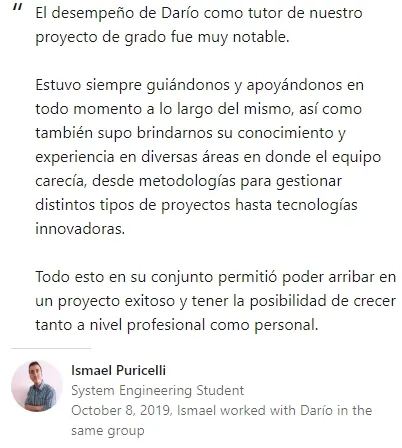 “ El desempeño de Darío como tutor de nuestro
proyecto de grado fue muy notable.
Estuvo siempre guiándonos y apoyándonos en
todo momento a lo largo del mismo, así como
también supo brindarnos su conocimiento y
experiencia en diversas áreas en donde el equipo
carecía, desde metodologías para gestionar
distintos tipos de proyectos hasta tecnologías
innovadoras.
Todo esto en su conjunto permitió poder arribar en
un proyecto exitoso y tener la posibilidad de crecer
tanto a nivel profesional como personal.
Ismael Puricelli
System Engineering Student
October 8, 2019, Ismael worked with Darío in the
same group